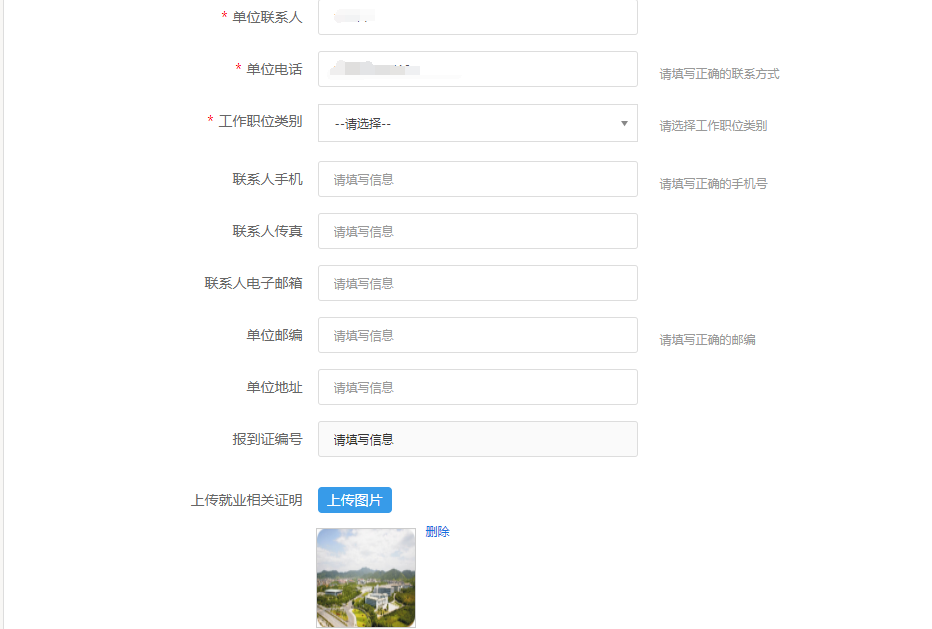 * 单位联系人
* 单位电话 请填写正确的联系方式
* 工作职位类别 --请选择-- 请选择工作职位类别
联系人手机 请填写信息 请填写正确的手机号
联系人传真 请填写信息
联系人电子邮箱 请填写信息
单位邮编 请填写信息 请填写正确的邮编
单位地址 请填写信息
报到证编号 请填写信息
上传就业相关证明 上传图片
删除